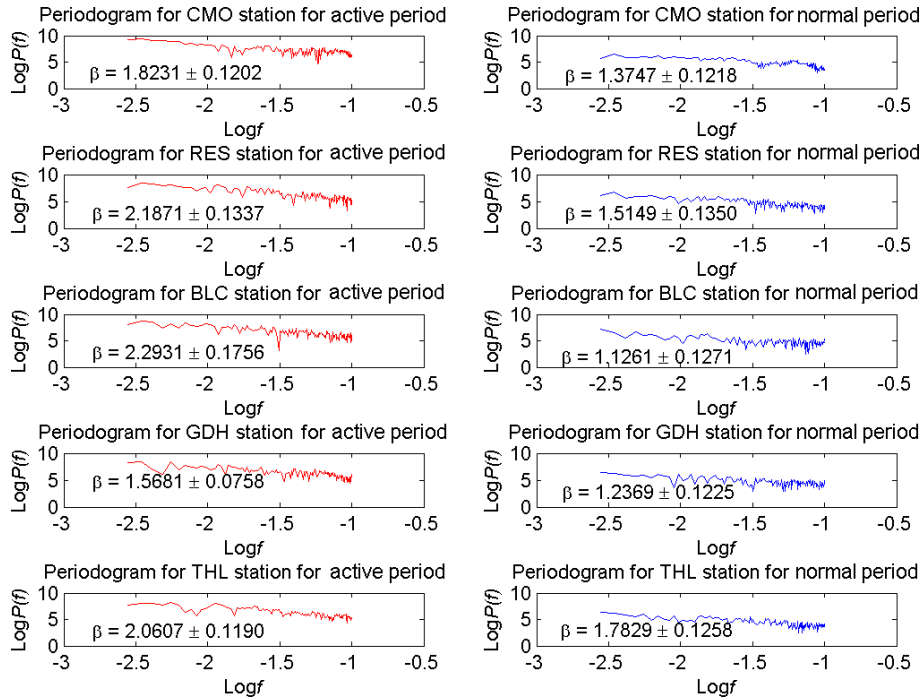 Periodogram for CMO station for active period
LogP(f)
10
5
0
β = 1.8231 ± 0.1202
-3 -2.5 -2 -1.5 -1 -0.5
Logf
Periodogram for CMO station for normal period
LogP(f)
10
5
0
β = 1.3747 ± 0.1218
-3 -2.5 -2 -1.5 -1 -0.5
Logf
Periodogram for RES station for active period
LogP(f)
10
5
0
β = 2.1871 ± 0.1337
-3 -2.5 -2 -1.5 -1 -0.5
Logf
Periodogram for RES station for normal period
LogP(f)
10
5
0
β = 1.5149 ± 0.1350
-3 -2.5 -2 -1.5 -1 -0.5
Logf
Periodogram for BLC station for active period
LogP(f)
10
5
0
β = 2.2931 ± 0.1756
-3 -2.5 -2 -1.5 -1 -0.5
Logf
Periodogram for BLC station for normal period
LogP(f)
10
5
0
β = 1.1261 ± 0.1271
-3 -2.5 -2 -1.5 -1 -0.5
Logf
Periodogram for GDH station for active period
LogP(f)
10
5
0
β = 1.5681 ± 0.0758
-3 -2.5 -2 -1.5 -1 -0.5
Logf
Periodogram for GDH station for normal period
LogP(f)
10
5
0
β = 1.2369 ± 0.1225
-3 -2.5 -2 -1.5 -1 -0.5
Logf
Periodogram for THL station for active period
LogP(f)
10
5
0
β = 2.0607 ± 0.1190
-3 -2.5 -2 -1.5 -1 -0.5
Logf
Periodogram for THL station for normal period
LogP(f)
10
5
0
β = 1.7829 ± 0.1258
-3 -2.5 -2 -1.5 -1 -0.5
Logf